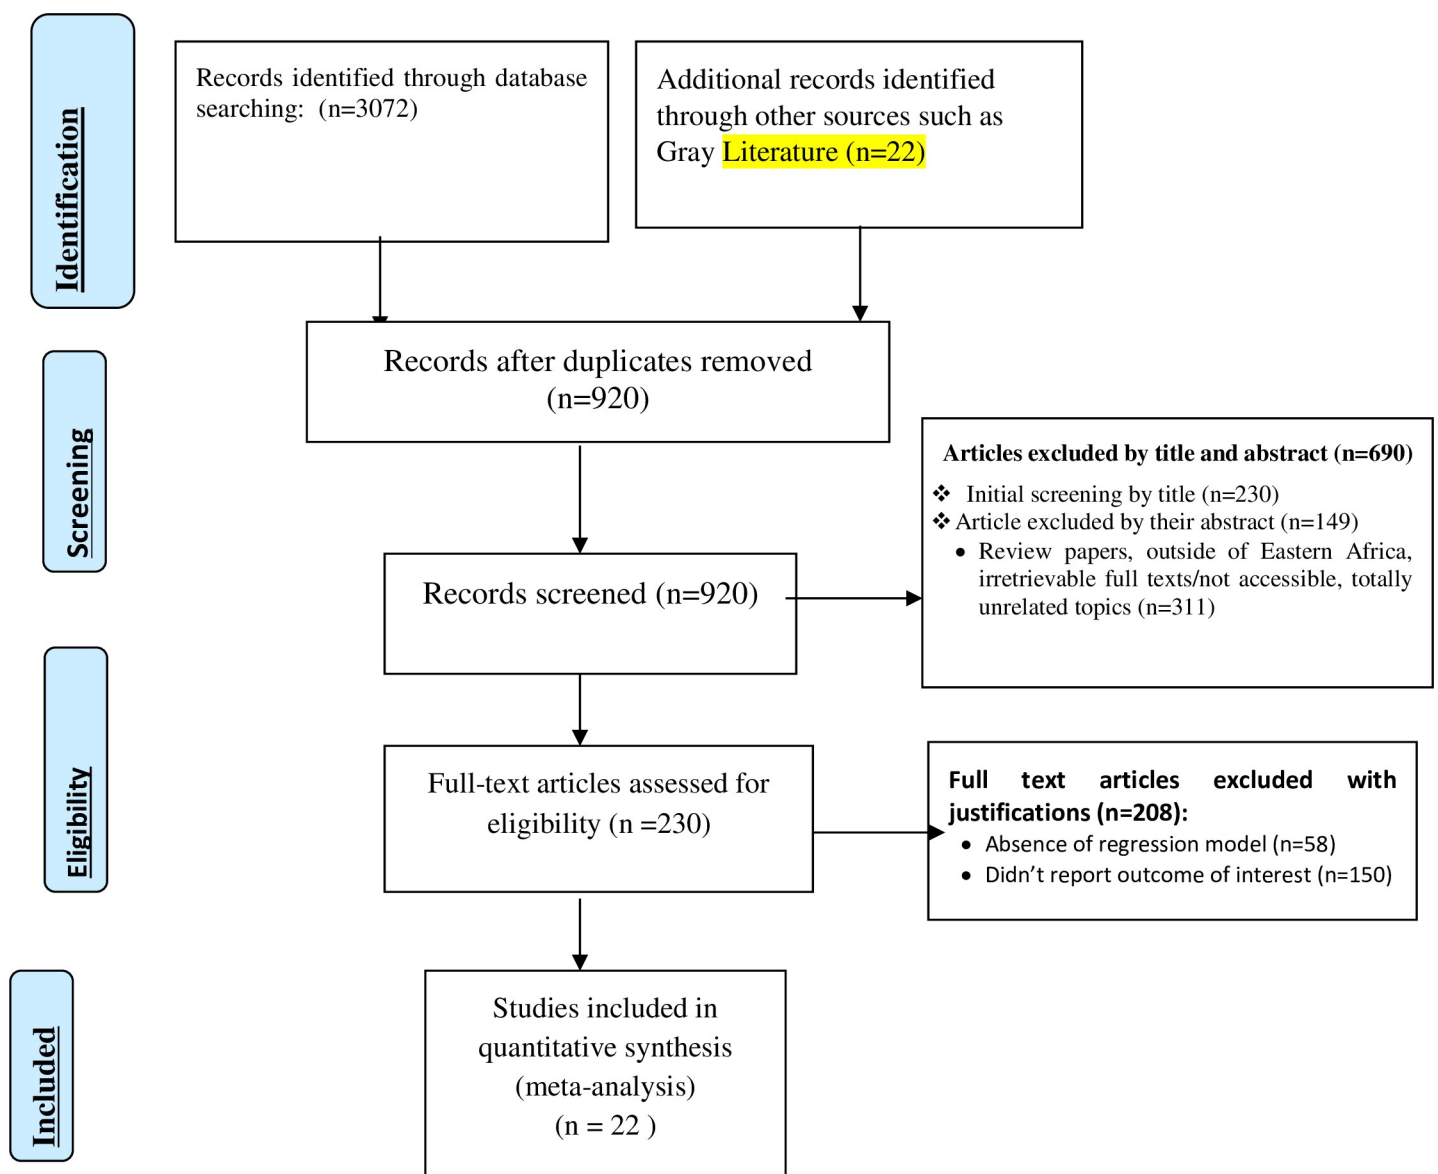 Identification
Records identified through database
searching: (n=3072)
Additional records identified
through other sources such as
Gray Literature (n=22)
Records after duplicates removed
(n=920)
Screening
Articles excluded by title and abstract (n=690)
❖ Initial screening by title (n=230)
❖ Article excluded by their abstract (n=149)
• Review papers, outside of Eastern Africa,
irretrievable full texts/not accessible, totally
unrelated topics (n=311)
Records screened (n=920)
Eligibility
Full-text articles assessed for
eligibility (n =230)
Full text articles excluded with
justifications (n=208):
• Absence of regression model (n=58)
• Didn’t report outcome of interest (n=150)
Included
Studies included in
quantitative synthesis
(meta-analysis)
(n = 22 )